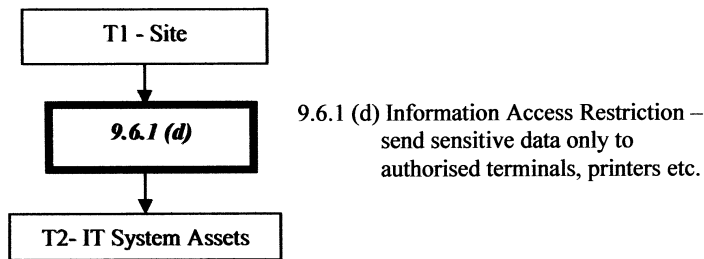 T1 - Site
9.6.1 (d)
9.6.1 (d) Information Access Restriction –
send sensitive data only to
authorised terminals, printers etc.
T2- IT System Assets